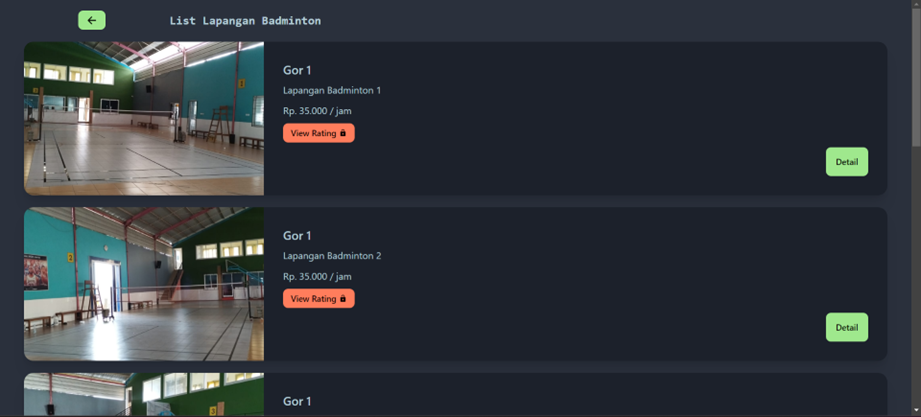 List Lapangan Badminton
Gor 1
Lapangan Badminton 1
Rp. 35.000 / jam
View Rating
Detail
Gor 1
Lapangan Badminton 2
Rp. 35.000 / jam
View Rating
Detail
Gor 1